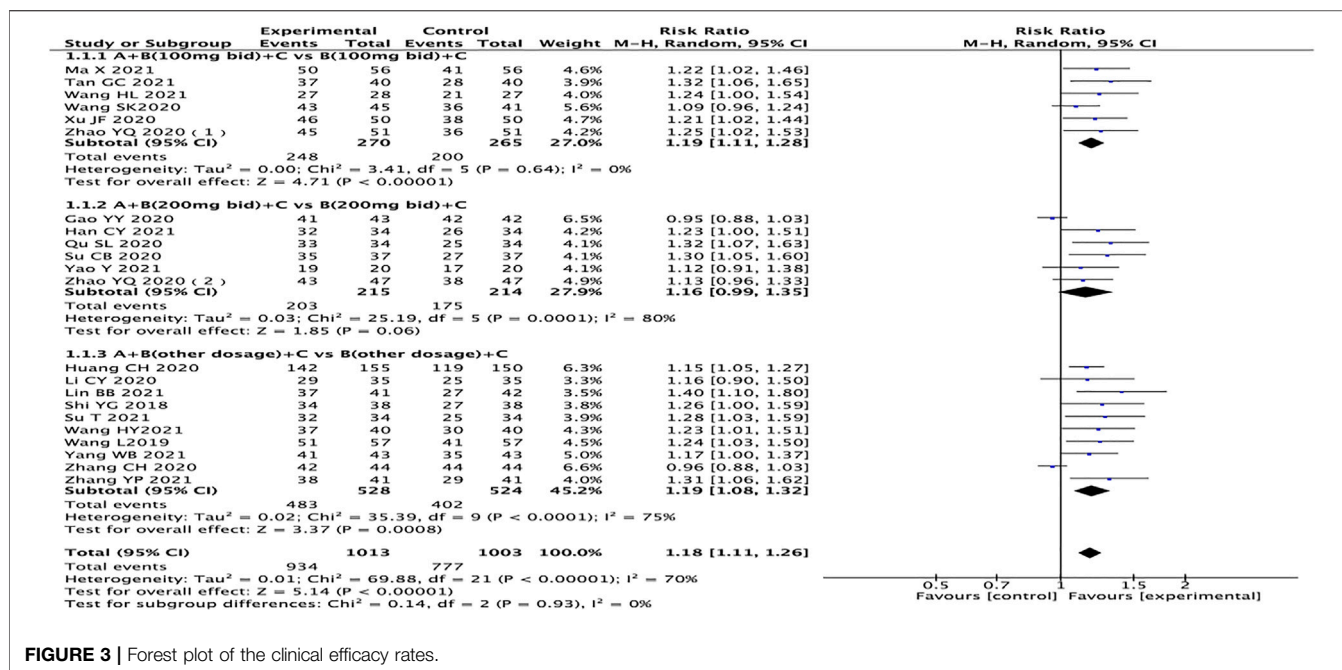 Experimental Control Risk Ratio Risk Ratio
Study or Subgroup Events Total Events Total Weight M-H, Random, 95% CI M-H, Random, 95% CI
1.1.1 A+B(100mg bid)+C vs B(100mg bid)+C
Ma X 2021 50 56 41 56 4.6% 1.22 [1.02, 1.46]
Tan GC 2021 37 40 28 40 3.9% 1.32 [1.06, 1.65]
Wang HL 2021 27 28 21 27 4.0% 1.24 [1.00, 1.54]
Wang SK2020 43 45 36 41 5.6% 1.09 [0.96, 1.24]
Xu JF 2020 46 50 38 50 4.7% 1.21 [1.02, 1.44]
Zhao YQ 2020 (1) 45 51 36 51 4.2% 1.25 [1.02, 1.53]
Subtotal (95% CI) 270 265 27.0% 1.19 [1.11, 1.28]
Total events 248 200
Heterogeneity: Tau² = 0.00; Chi² = 3.41, df = 5 (P = 0.64); I² = 0%
Test for overall effect: Z = 4.71 (P < 0.00001)
1.1.2 A+B(200mg bid)+C vs B(200mg bid)+C
Gao YY 2020 41 43 42 42 6.5% 0.95 [0.88, 1.03]
Han CY 2021 32 34 26 34 4.2% 1.23 [1.00, 1.51]
Qu SL 2020 33 34 25 34 4.1% 1.32 [1.07, 1.63]
Su CB 2020 35 37 27 37 4.1% 1.30 [1.05, 1.60]
Yao Y 2021 19 20 17 20 4.1% 1.12 [0.91, 1.38]
Zhao YQ 2020 (2) 43 47 38 47 4.9% 1.13 [0.96, 1.33]
Subtotal (95% CI) 215 214 27.9% 1.16 [0.99, 1.35]
Total events 203 175
Heterogeneity: Tau² = 0.03; Chi² = 25.19, df = 5 (P = 0.0001); I² = 80%
Test for overall effect: Z = 1.85 (P = 0.06)
1.1.3 A+B(other dosage)+C vs B(other dosage)+C
Huang CH 2020 142 155 119 150 6.3% 1.15 [1.05, 1.27]
Li CY 2020 29 35 25 35 3.3% 1.16 [0.90, 1.50]
Lin BB 2021 37 41 27 42 3.5% 1.40 [1.10, 1.80]
Shi YG 2018 34 38 27 38 3.8% 1.26 [1.00, 1.59]
Su T 2021 32 34 25 34 3.9% 1.28 [1.03, 1.59]
Wang HY2021 37 40 30 40 4.2% 1.23 [1.01, 1.51]
Wang L2019 51 57 41 57 4.5% 1.24 [1.03, 1.50]
Yang WB 2021 41 43 35 43 5.0% 1.17 [1.00, 1.37]
Zhang CH 2020 42 44 44 44 6.6% 0.96 [0.88, 1.03]
Zhang YP 2021 38 41 29 41 4.0% 1.31 [1.06, 1.62]
Subtotal (95% CI) 528 524 45.2% 1.19 [1.08, 1.32]
Total events 483 402
Heterogeneity: Tau² = 0.02; Chi² = 35.39, df = 9 (P < 0.0001); I² = 75%
Test for overall effect: Z = 3.37 (P = 0.0008)
Total (95% CI) 1013 1003 100.0% 1.18 [1.11, 1.26]
Total events 934 777
Heterogeneity: Tau² = 0.01; Chi² = 69.88, df = 21 (P < 0.00001); I² = 70%
Test for overall effect: Z = 5.14 (P < 0.00001)
Test for subgroup differences: Chi² = 0.14, df = 2 (P = 0.93), I² = 0%
0.5 0.7 1 1.5 2
Favours [control] Favours [experimental]
FIGURE 3 | Forest plot of the clinical efficacy rates.